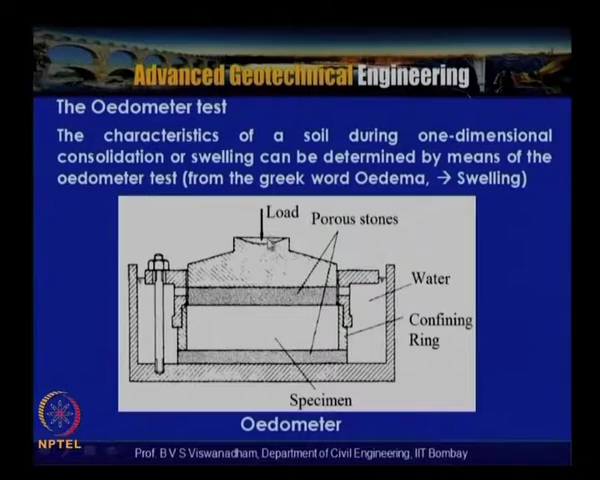 Advanced Geotechnical Engineering
The Oedometer test
The characteristics of a soil during one-dimensional
consolidation or swelling can be determined by means of the
oedometer test (from the greek word Oedema, → Swelling)
Load
Porous stones
Water
Confining
Ring
Specimen
Oedometer
NPTEL
Prof. B V S Viswanadham, Department of Civil Engineering, IIT Bombay